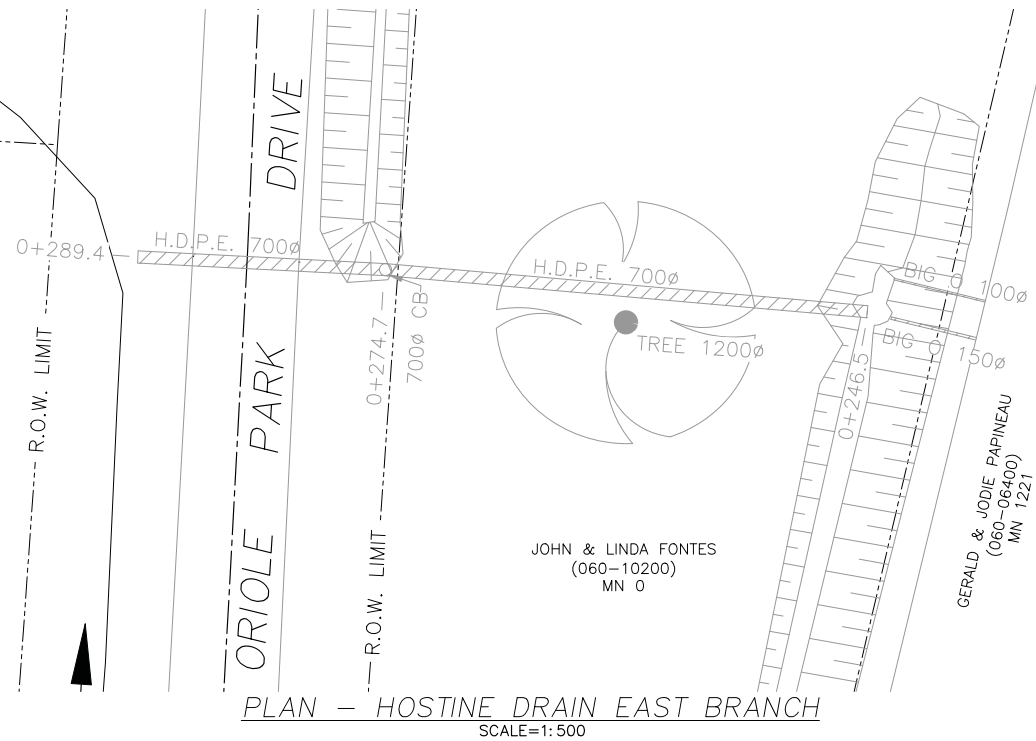 ORIOLE PARK DRIVE
H.D.P.E. 700ø
0+289.4
H.D.P.E. 700ø
BIG O 100ø
TREE 1200ø
BIG O 150ø
0+274.7
700ø CB
0+246.5
R.O.W. LIMIT
R.O.W. LIMIT
GERALD & JODIE PAPINEAU
(060-06400)
MN 1221
JOHN & LINDA FONTES
(060-10200)
MN 0
PLAN - HOSTINE DRAIN EAST BRANCH
SCALE=1:500